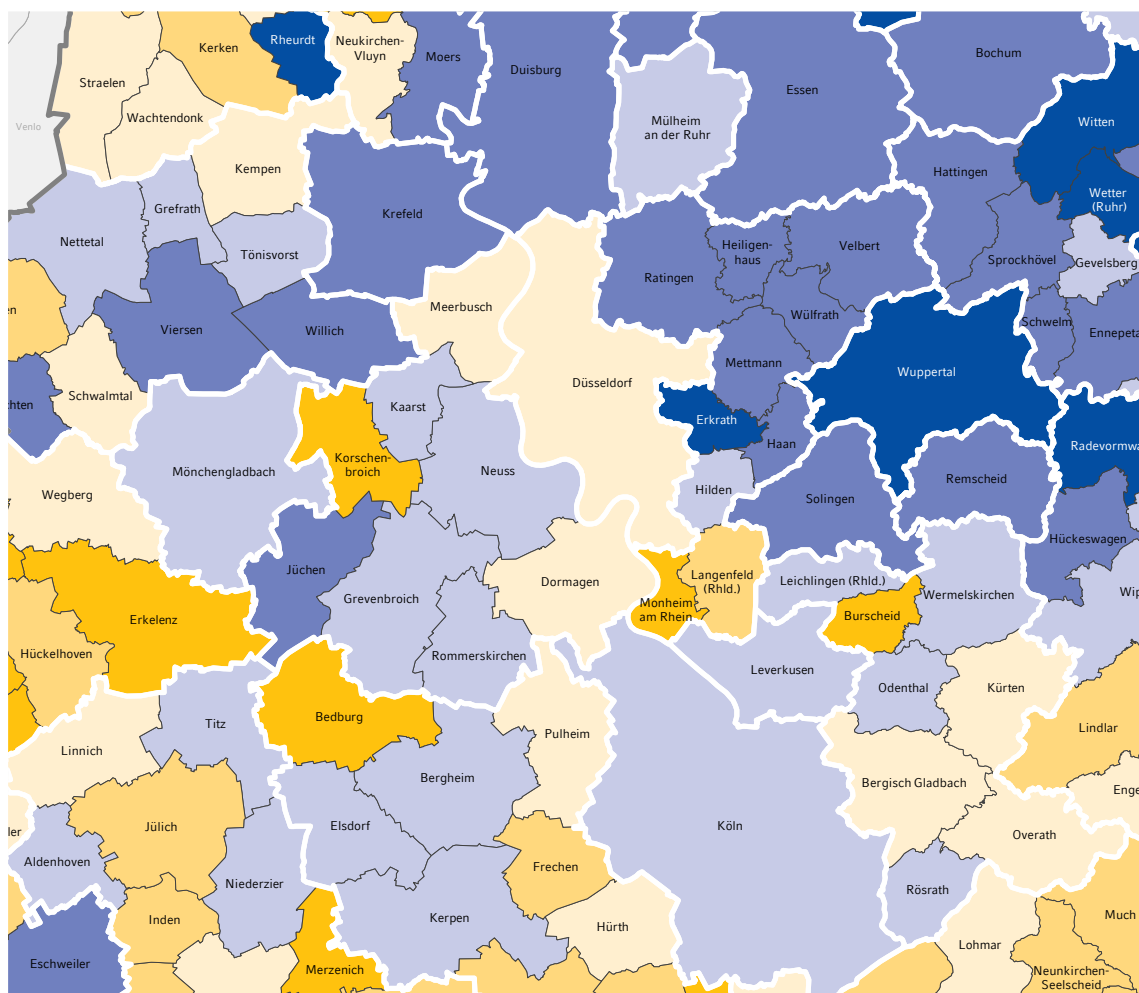 Rheurdt
Kerken
Neukirchen-
Vluyn
Moers
Duisburg
Bochum
Straelen
Essen
Wachtendonk
Venlo
Mülheim
an der Ruhr
Witten
Kempen
Hattingen
Wetter
(Ruhr)
Grefrath
Krefeld
Nettetal
Tönisvorst
Heiligen-
haus
Velbert
Sprockhövel
Gevelsberg
Ratingen
en
Meerbusch
Viersen
Willich
Wülfrath
Schwelm
Ennepeta
Mettmann
Wuppertal
Düsseldorf
Schwalmtal
chten
Kaarst
Erkrath
Haan
Radevormwa
Korschen-
broich
Mönchengladbach
Neuss
Remscheid
Wegberg
Hilden
Solingen
Hückeswagen
Jüchen
Dormagen
Langenfeld
(Rhld.)
Leichlingen (Rhld.)
Wermelskirchen
Wip
Grevenbroich
Monheim
am Rhein
Burscheid
Erkelenz
Hückelhoven
Rommerskirchen
Leverkusen
Odenthal
Kürten
Bedburg
Titz
Lindlar
Pulheim
Linnich
Bergheim
Bergisch Gladbach
Enge
Jülich
Elsdorf
Köln
ler
Overath
Aldenhoven
Frechen
Niederzier
Rösrath
Inden
Kerpen
Hürth
Much
Lohmar
Eschweiler
Merzenich
Neunkirchen-
Seelscheid